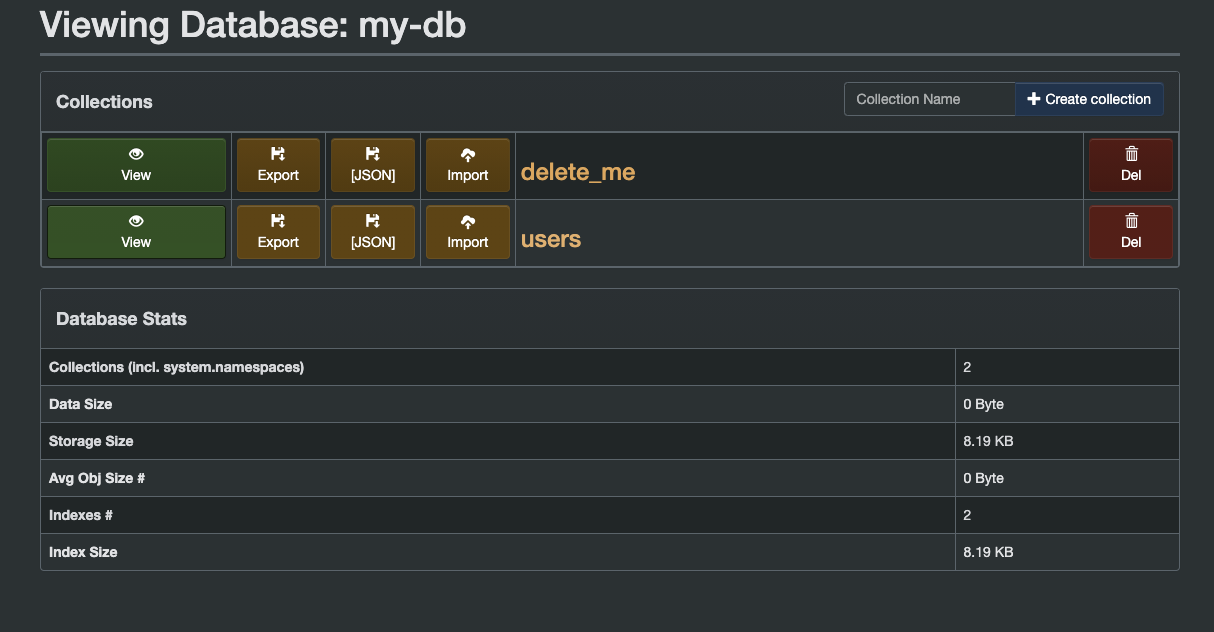 Viewing Database: my-db
Collections
Collection Name
Create collection
View Export [JSON] Import delete_me Del
View Export [JSON] Import users Del
Database Stats
Collections (incl. system.namespaces) 2
Data Size 0 Byte
Storage Size 8.19 KB
Avg Obj Size # 0 Byte
Indexes # 2
Index Size 8.19 KB